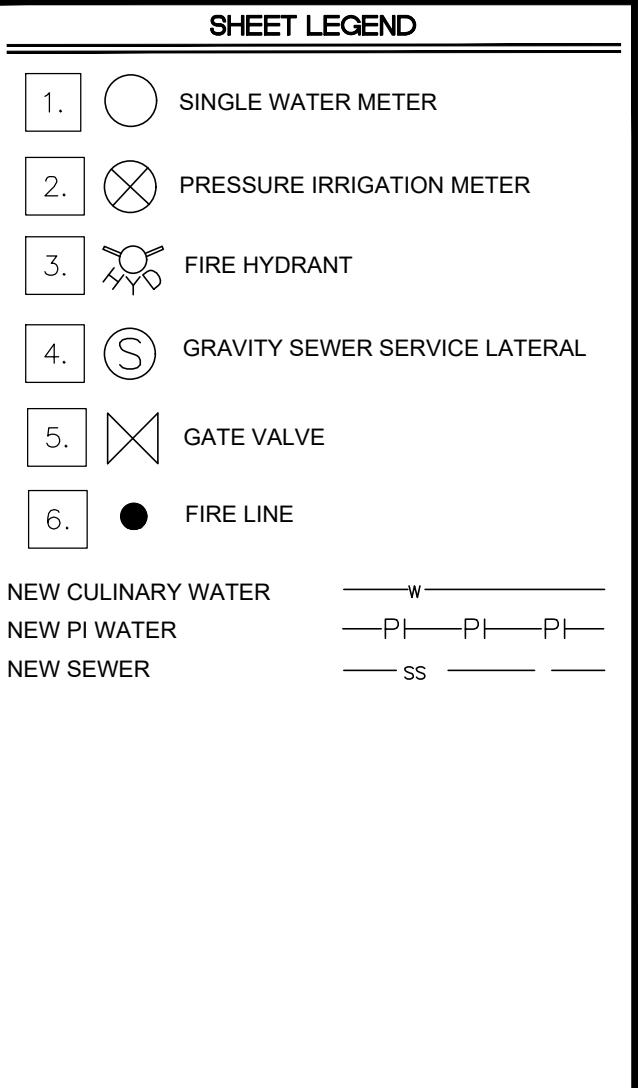 SHEET LEGEND
1. SINGLE WATER METER
2. PRESSURE IRRIGATION METER
3. HYD FIRE HYDRANT
4. S GRAVITY SEWER SERVICE LATERAL
5. GATE VALVE
6. FIRE LINE
NEW CULINARY WATER W
NEW PI WATER PI PI PI
NEW SEWER SS